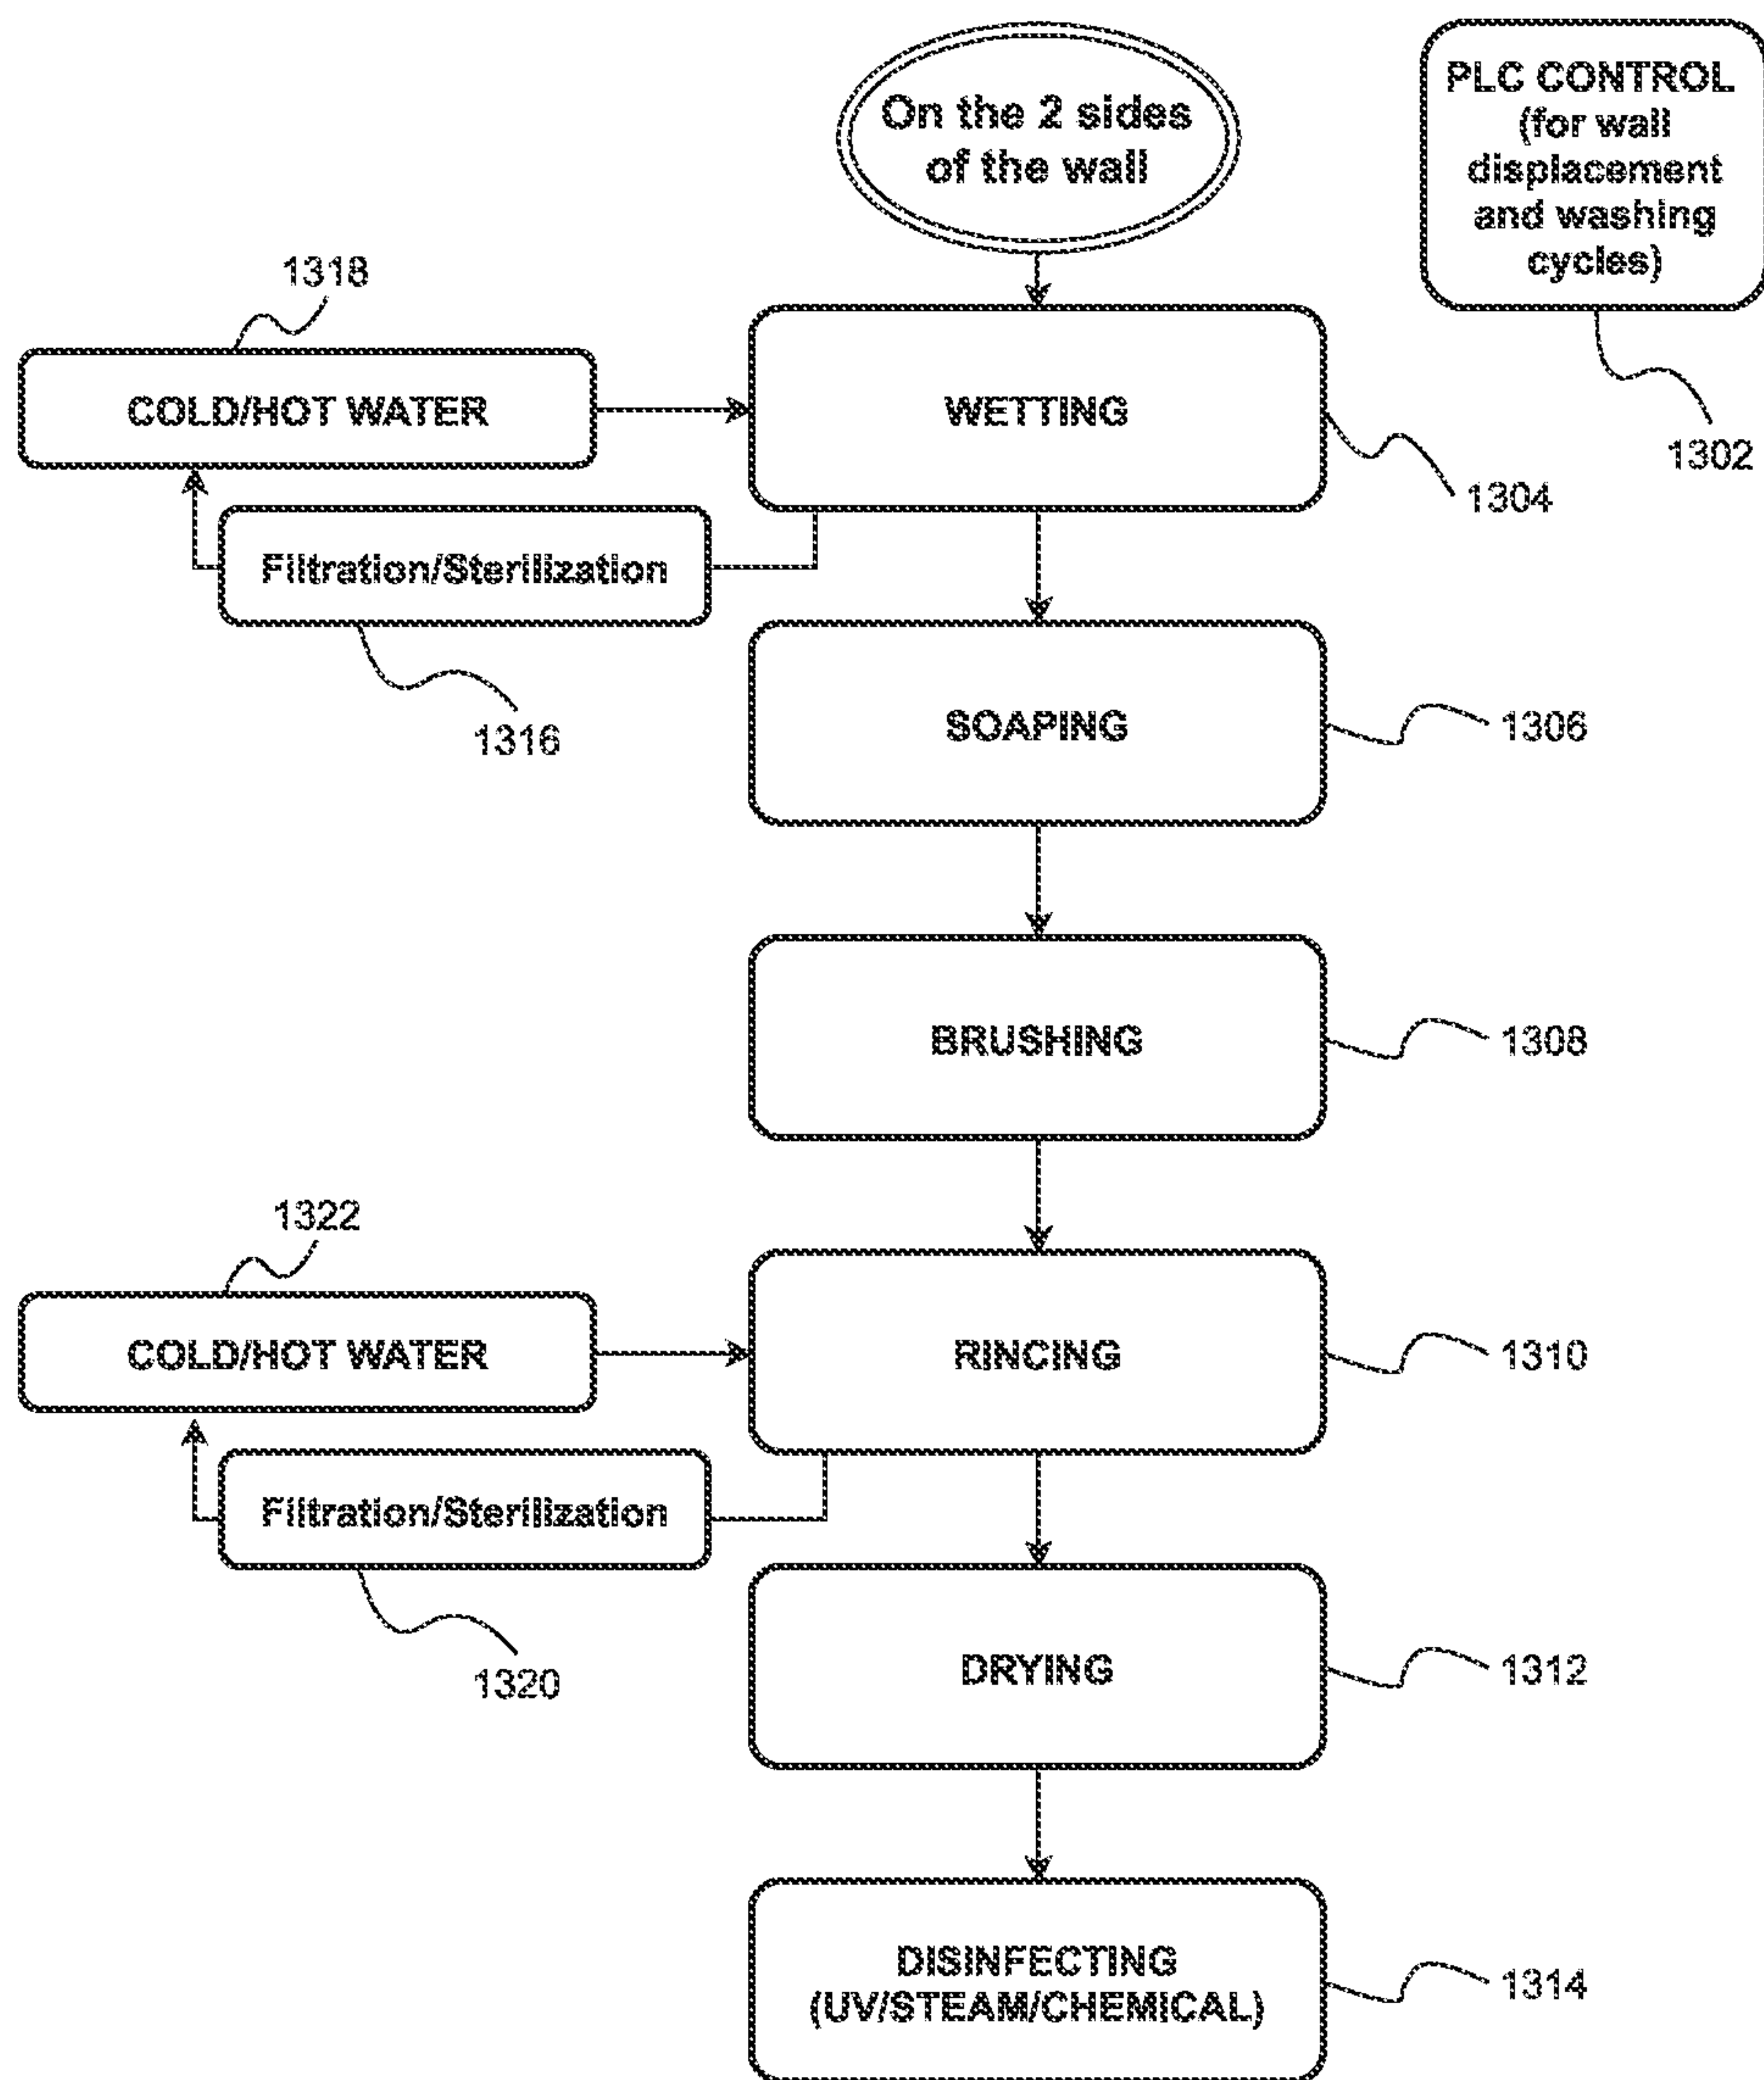 On the 2 sides
of the wall
PLC CONTROL
(for wall
displacement
and washing
cycles)
1302
1318
COLD/HOT WATER
WETTING
1304
Filtration/Sterilization
1316
SOAPING
1306
BRUSHING
1308
1322
COLD/HOT WATER
RINCING
1310
Filtration/Sterilization
1320
DRYING
1312
DISINFECTING
(UV/STEAM/CHEMICAL)
1314